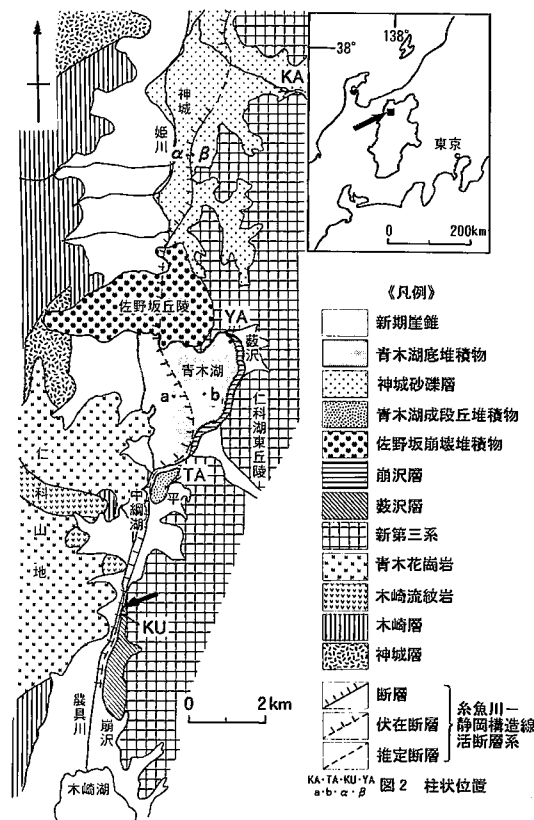 138°
38°
東京
0 200km
KA
神城
姫川
α
β
佐野坂丘陵
YA
藪沢
青木湖
a
b
仁科湖東丘陵
TA
平
中綱湖
仁科山地
KU
農具川
崩沢
木崎湖
0 2km
《凡例》
新期崖錐
青木湖底堆積物
神城砂礫層
青木湖成段丘堆積物
佐野坂崩壊堆積物
崩沢層
藪沢層
新第三系
青木花崗岩
木崎流紋岩
木崎層
神城層
断層
伏在断層
推定断層
糸魚川ー
静岡構造線
活断層系
KA・TA・KU・YA
a・b・α・β
図2 柱状位置